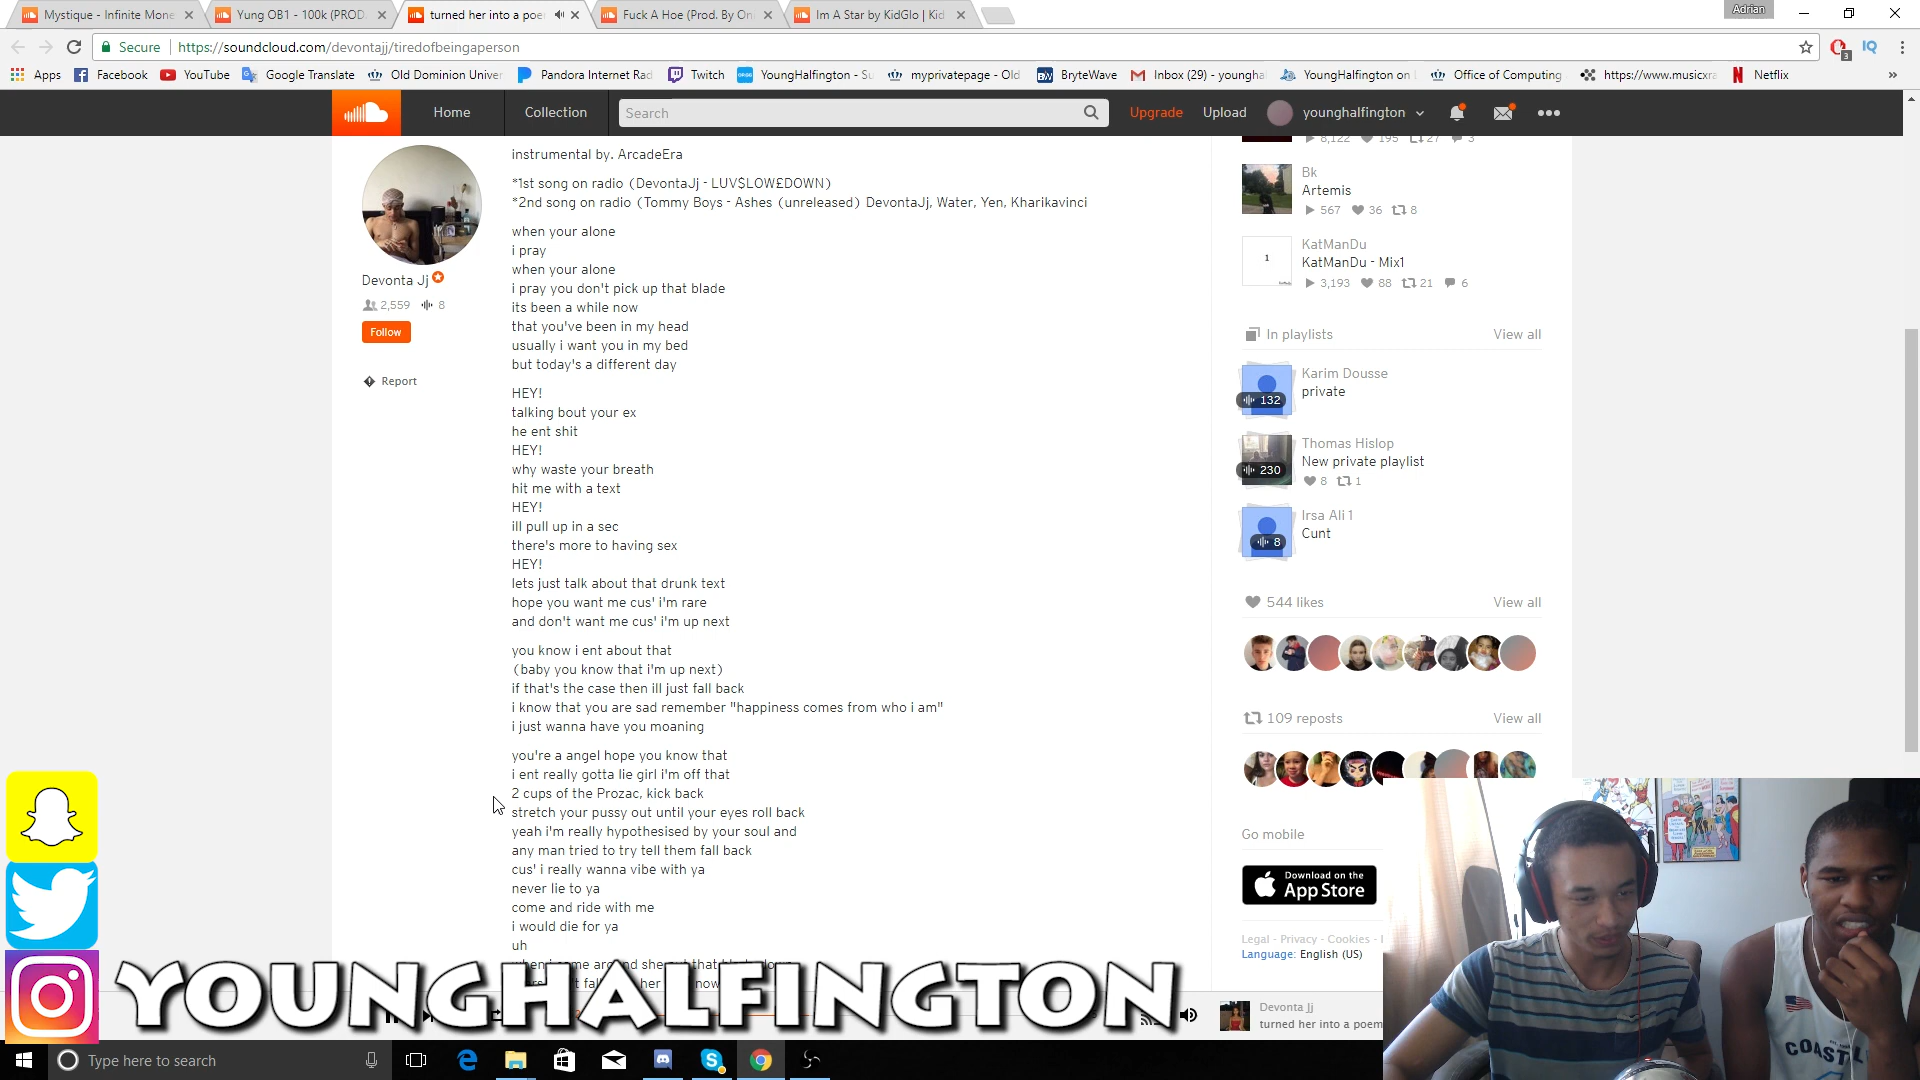 Mystique - Infinite Mone
Yung OB1 - 100k (PROD.
turned her into a poem
Fuck A Hoe (Prod. By On
Im A Star by KidGlo | Kid
Adrian
Secure
https://soundcloud.com/devontajj/tiredofbeingaperson
3
IQ
Apps
Facebook
YouTube
Google Translate
Old Dominion Univer
Pandora Internet Rad
Twitch
YoungHalfington - Su
myprivatepage - Old
BryteWave
Inbox (29) - youngha
YoungHalfington on
Office of Computing
https://www.musicxra
Netflix
»
Home
Collection
Search
Upgrade
Upload
younghalfington
instrumental by. ArcadeEra
*1st song on radio (DevontaJj - LUV$LOW£DOWN)
*2nd song on radio (Tommy Boys - Ashes (unreleased) DevontaJj, Water, Yen, Kharikavinci
Devonta Jj
2,559
8
Follow
Report
when your alone
i pray
when your alone
i pray you don't pick up that blade
its been a while now
that you've been in my head
usually i want you in my bed
but today's a different day
HEY!
talking bout your ex
he ent shit
HEY!
why waste your breath
hit me with a text
HEY!
ill pull up in a sec
there's more to having sex
HEY!
lets just talk about that drunk text
hope you want me cus' i'm rare
and don't want me cus' i'm up next
you know i ent about that
(baby you know that i'm up next)
if that's the case then ill just fall back
i know that you are sad remember "happiness comes from who i am"
i just wanna have you moaning
you're a angel hope you know that
i ent really gotta lie girl i'm off that
2 cups of the Prozac, kick back
stretch your pussy out until your eyes roll back
yeah i'm really hypothesised by your soul and
any man tried to try tell them fall back
cus' i really wanna vibe with ya
never lie to ya
come and ride with me
i would die for ya
uh
8,122 195 27 3
Bk
Artemis
567 36 8
1
KatManDu
KatManDu - Mix1
3,193 88 21 6
In playlists
View all
Karim Dousse
private
132
Thomas Hislop
New private playlist
230
8 1
Irsa Ali 1
Cunt
8
544 likes
View all
109 reposts
View all
Go mobile
Download on the
App Store
Legal - Privacy - Cookies -
Language: English (US)
Devonta Jj
turned her into a poem
YOUNGHALFINGTON
Type here to search
COASTAL